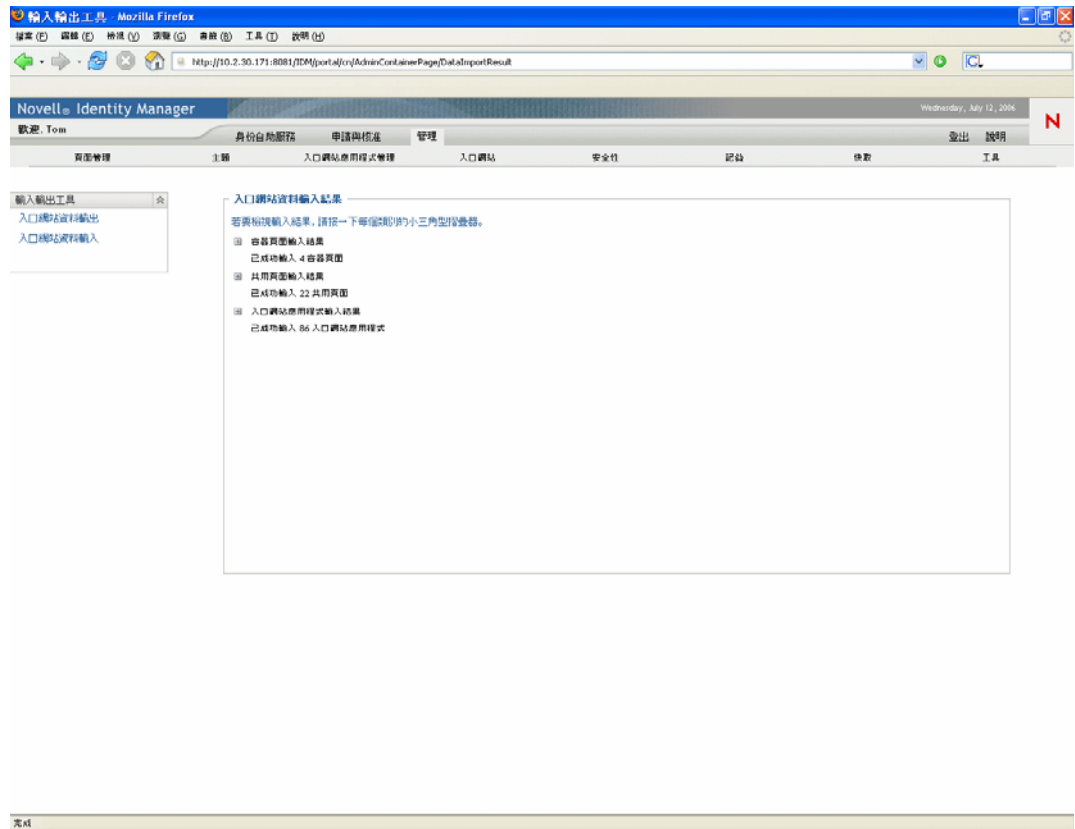 輸入輸出工具 - Mozilla Firefox
檔案(F) 編輯(E) 檢視(V) 瀏覽(G) 書籤(B) 工具(T) 說明(H)
http://10.2.30.171:8081/IDM/portal/cn/AdminContainerPage/DataImportResult
Novell® Identity Manager
Wednesday, July 12, 2006
N
歡迎, Tom
身份自助服務 申請與核准 管理
登出 說明
頁面管理 主題 入口網站應用程式管理 入口網站 安全性 記錄 快取 工具
輸入輸出工具
入口網站資料輸出
入口網站資料輸入
入口網站資料輸入結果
若要檢視輸入結果, 請按一下每個類別的小三角型摺疊器。
容器頁面輸入結果
已成功輸入 4 容器頁面
共用頁面輸入結果
已成功輸入 22 共用頁面
入口網站應用程式輸入結果
已成功輸入 86 入口網站應用程式
完成